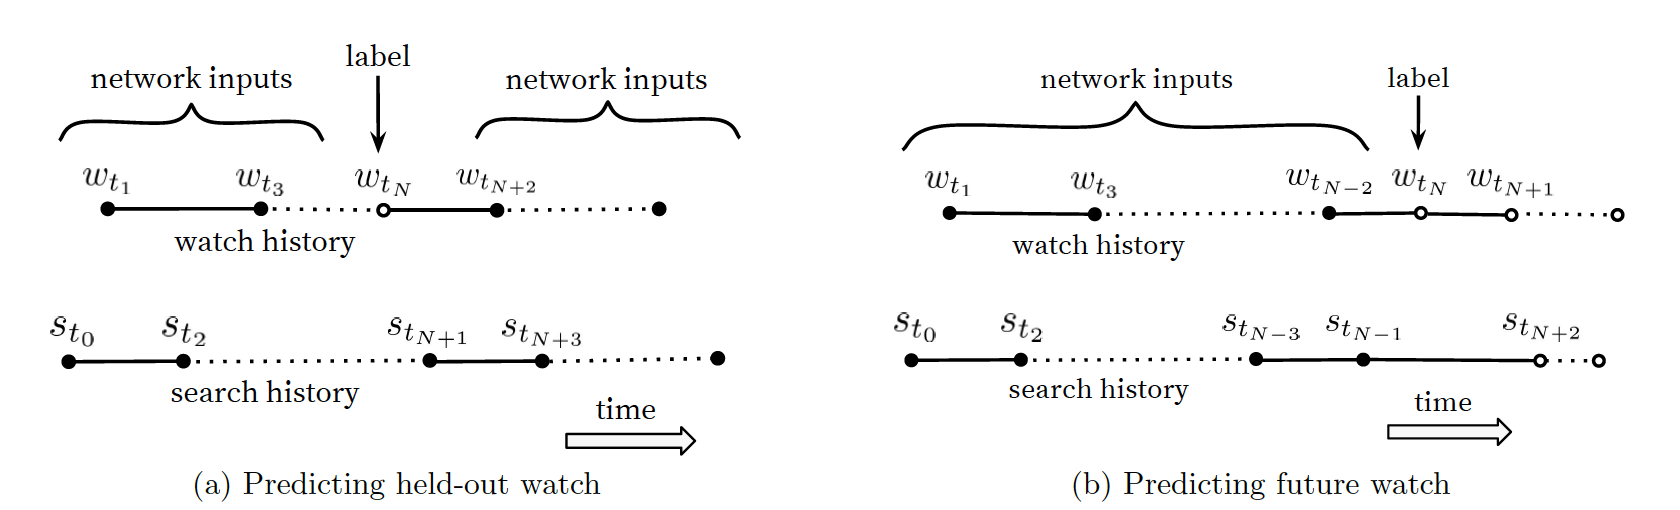 label
network inputs network inputs
w_{t_1} w_{t_3} w_{t_N} w_{t_{N+2}}
watch history
s_{t_0} s_{t_2} s_{t_{N+1}} s_{t_{N+3}}
search history
time
(a) Predicting held-out watch
network inputs label
w_{t_1} w_{t_3} w_{t_{N-2}} w_{t_N} w_{t_{N+1}}
watch history
s_{t_0} s_{t_2} s_{t_{N-3}} s_{t_{N-1}} s_{t_{N+2}}
search history
time
(b) Predicting future watch